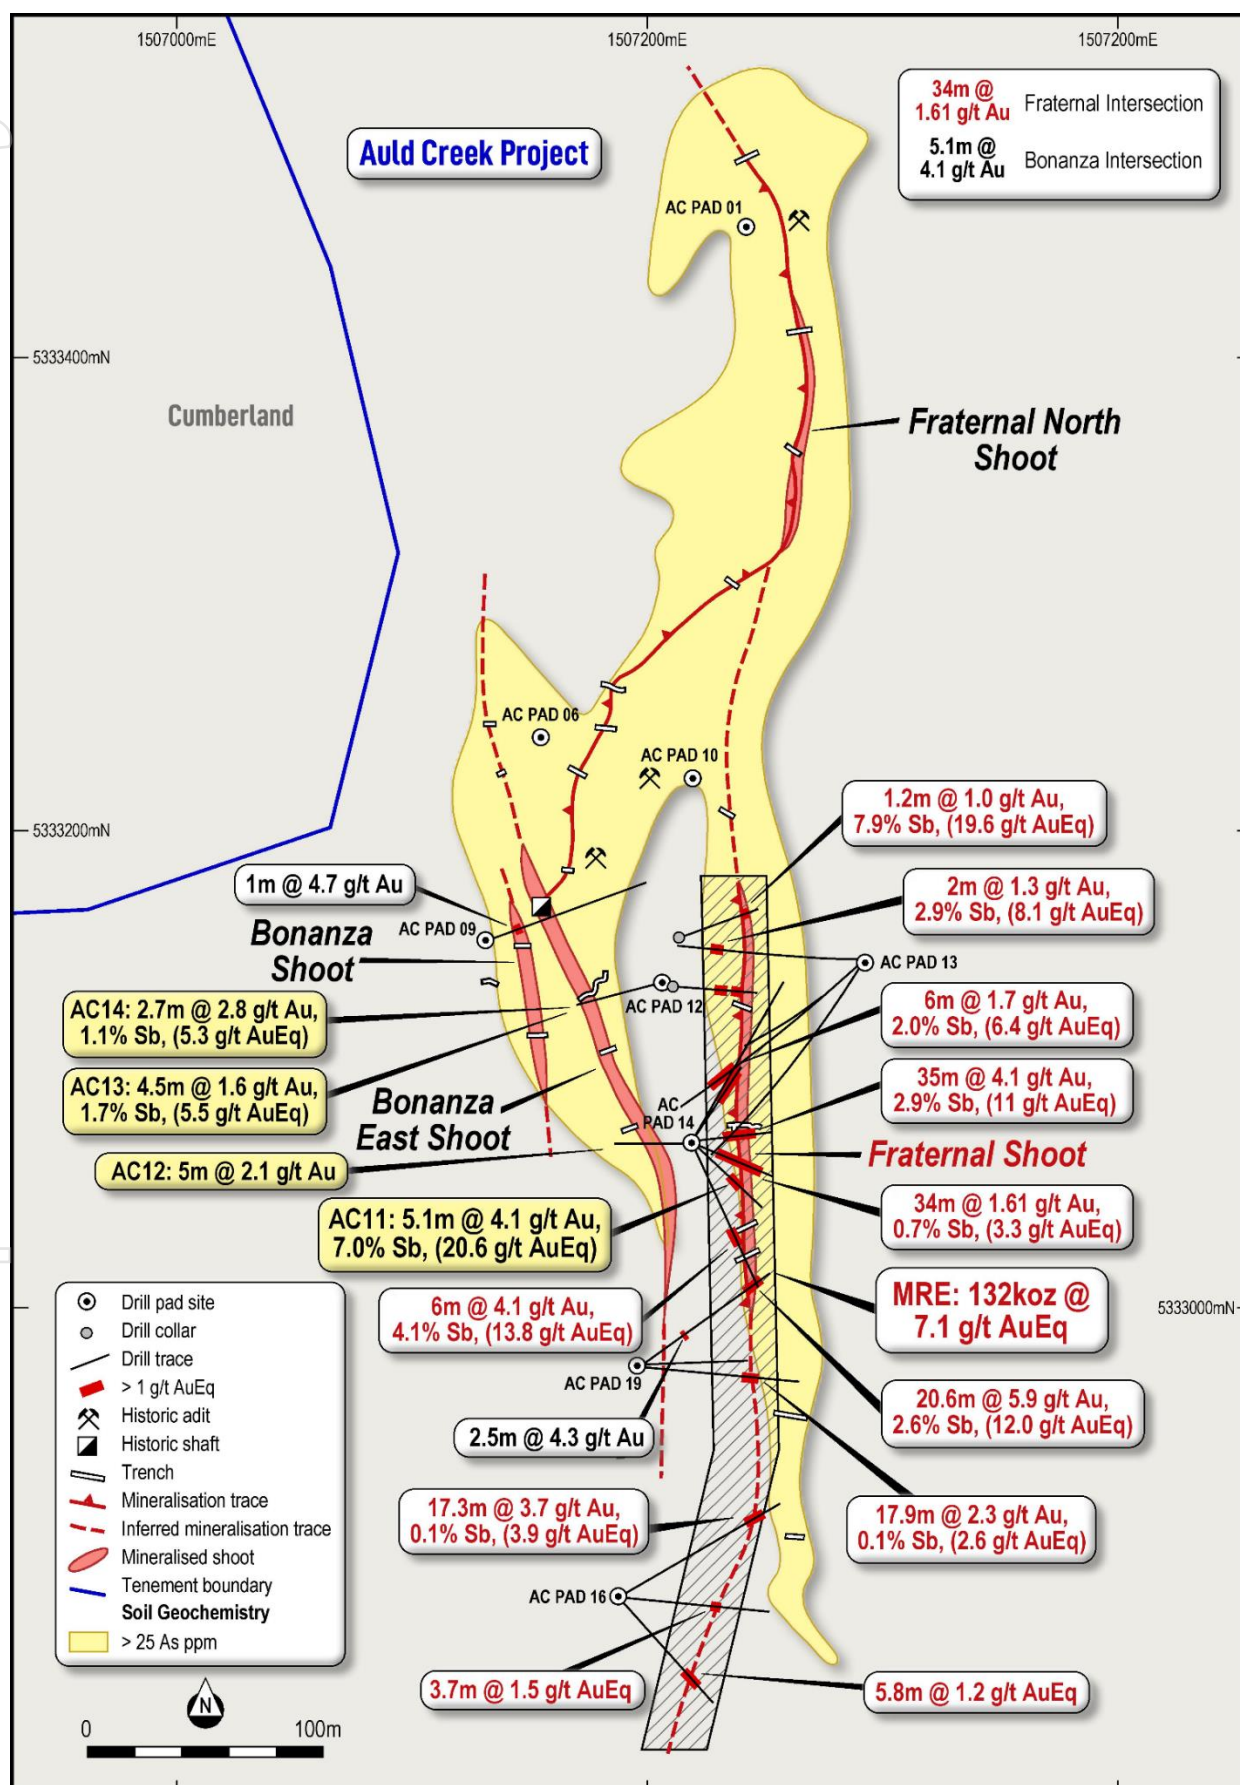 1507000mE
1507200mE
1507200mE
34m @
1.61 g/t Au
Fraternal Intersection
5.1m @
4.1 g/t Au
Bonanza Intersection
Auld Creek Project
AC PAD 01
5333400mN
Cumberland
Fraternal North
Shoot
AC PAD 06
AC PAD 10
5333200mN
1.2m @ 1.0 g/t Au,
7.9% Sb, (19.6 g/t AuEq)
1m @ 4.7 g/t Au
2m @ 1.3 g/t Au,
2.9% Sb, (8.1 g/t AuEq)
AC PAD 09
Bonanza
Shoot
AC PAD 13
AC PAD 12
AC14: 2.7m @ 2.8 g/t Au,
1.1% Sb, (5.3 g/t AuEq)
6m @ 1.7 g/t Au,
2.0% Sb, (6.4 g/t AuEq)
AC13: 4.5m @ 1.6 g/t Au,
1.7% Sb, (5.5 g/t AuEq)
35m @ 4.1 g/t Au,
2.9% Sb, (11 g/t AuEq)
Bonanza
East Shoot
AC
PAD 14
Fraternal Shoot
AC12: 5m @ 2.1 g/t Au
34m @ 1.61 g/t Au,
0.7% Sb, (3.3 g/t AuEq)
AC11: 5.1m @ 4.1 g/t Au,
7.0% Sb, (20.6 g/t AuEq)
MRE: 132koz @
7.1 g/t AuEq
5333000mN
6m @ 4.1 g/t Au,
4.1% Sb, (13.8 g/t AuEq)
AC PAD 19
20.6m @ 5.9 g/t Au,
2.6% Sb, (12.0 g/t AuEq)
2.5m @ 4.3 g/t Au
17.3m @ 3.7 g/t Au,
0.1% Sb, (3.9 g/t AuEq)
17.9m @ 2.3 g/t Au,
0.1% Sb, (2.6 g/t AuEq)
AC PAD 16
3.7m @ 1.5 g/t AuEq
5.8m @ 1.2 g/t AuEq
Drill pad site
Drill collar
Drill trace
> 1 g/t AuEq
Historic adit
Historic shaft
Trench
Mineralisation trace
Inferred mineralisation trace
Mineralised shoot
Tenement boundary
Soil Geochemistry
> 25 As ppm
N
0
100m